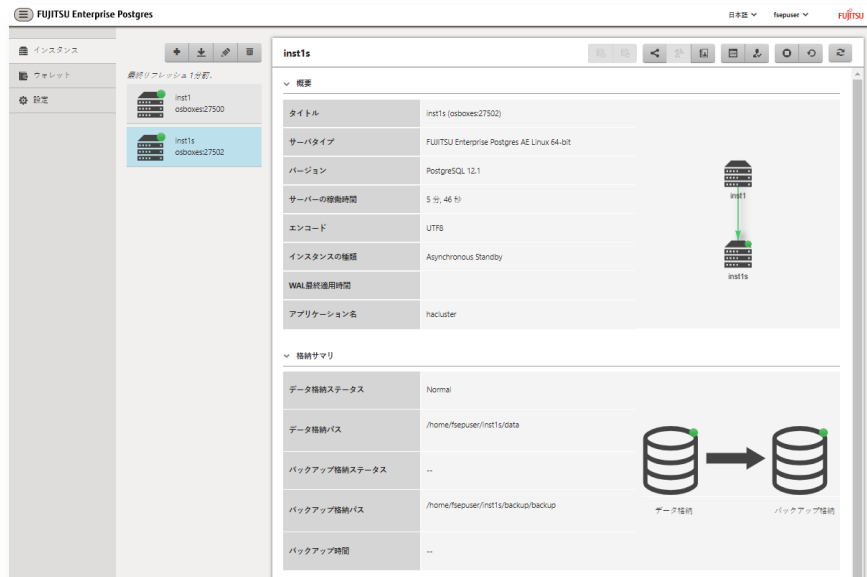 FUJITSU Enterprise Postgres
日本語
fsepuser
FUJITSU
インスタンス
ウォレット
設定
最終リフレッシュ 1分前.
inst1
osboxes:27500
inst1s
osboxes:27502
inst1s
概要
タイトル
inst1s (osboxes:27502)
サーバタイプ
FUJITSU Enterprise Postgres AE Linux 64-bit
バージョン
PostgreSQL 12.1
サーバーの稼働時間
5 分, 46 秒
エンコード
UTF8
インスタンスの種類
Asynchronous Standby
WAL最終適用時間
アプリケーション名
hacluster
inst1
inst1s
格納サマリ
データ格納ステータス
Normal
データ格納パス
/home/fsepuser/inst1s/data
バックアップ格納ステータス
--
バックアップ格納パス
/home/fsepuser/inst1s/backup/backup
バックアップ時間
--
データ格納
バックアップ格納